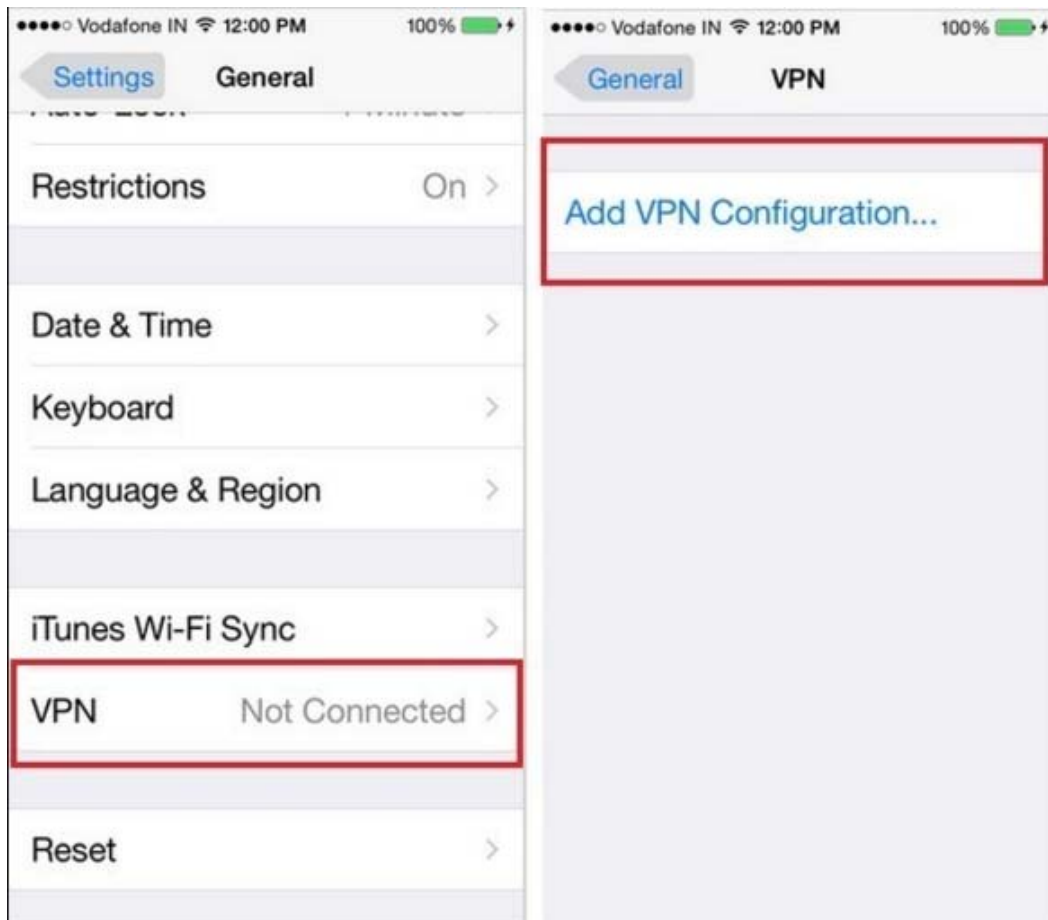 Vodafone IN 12:00 PM 100%
Settings General
Restrictions On
Date & Time
Keyboard
Language & Region
iTunes Wi-Fi Sync
VPN Not Connected
Reset
Vodafone IN 12:00 PM 100%
General VPN
Add VPN Configuration...